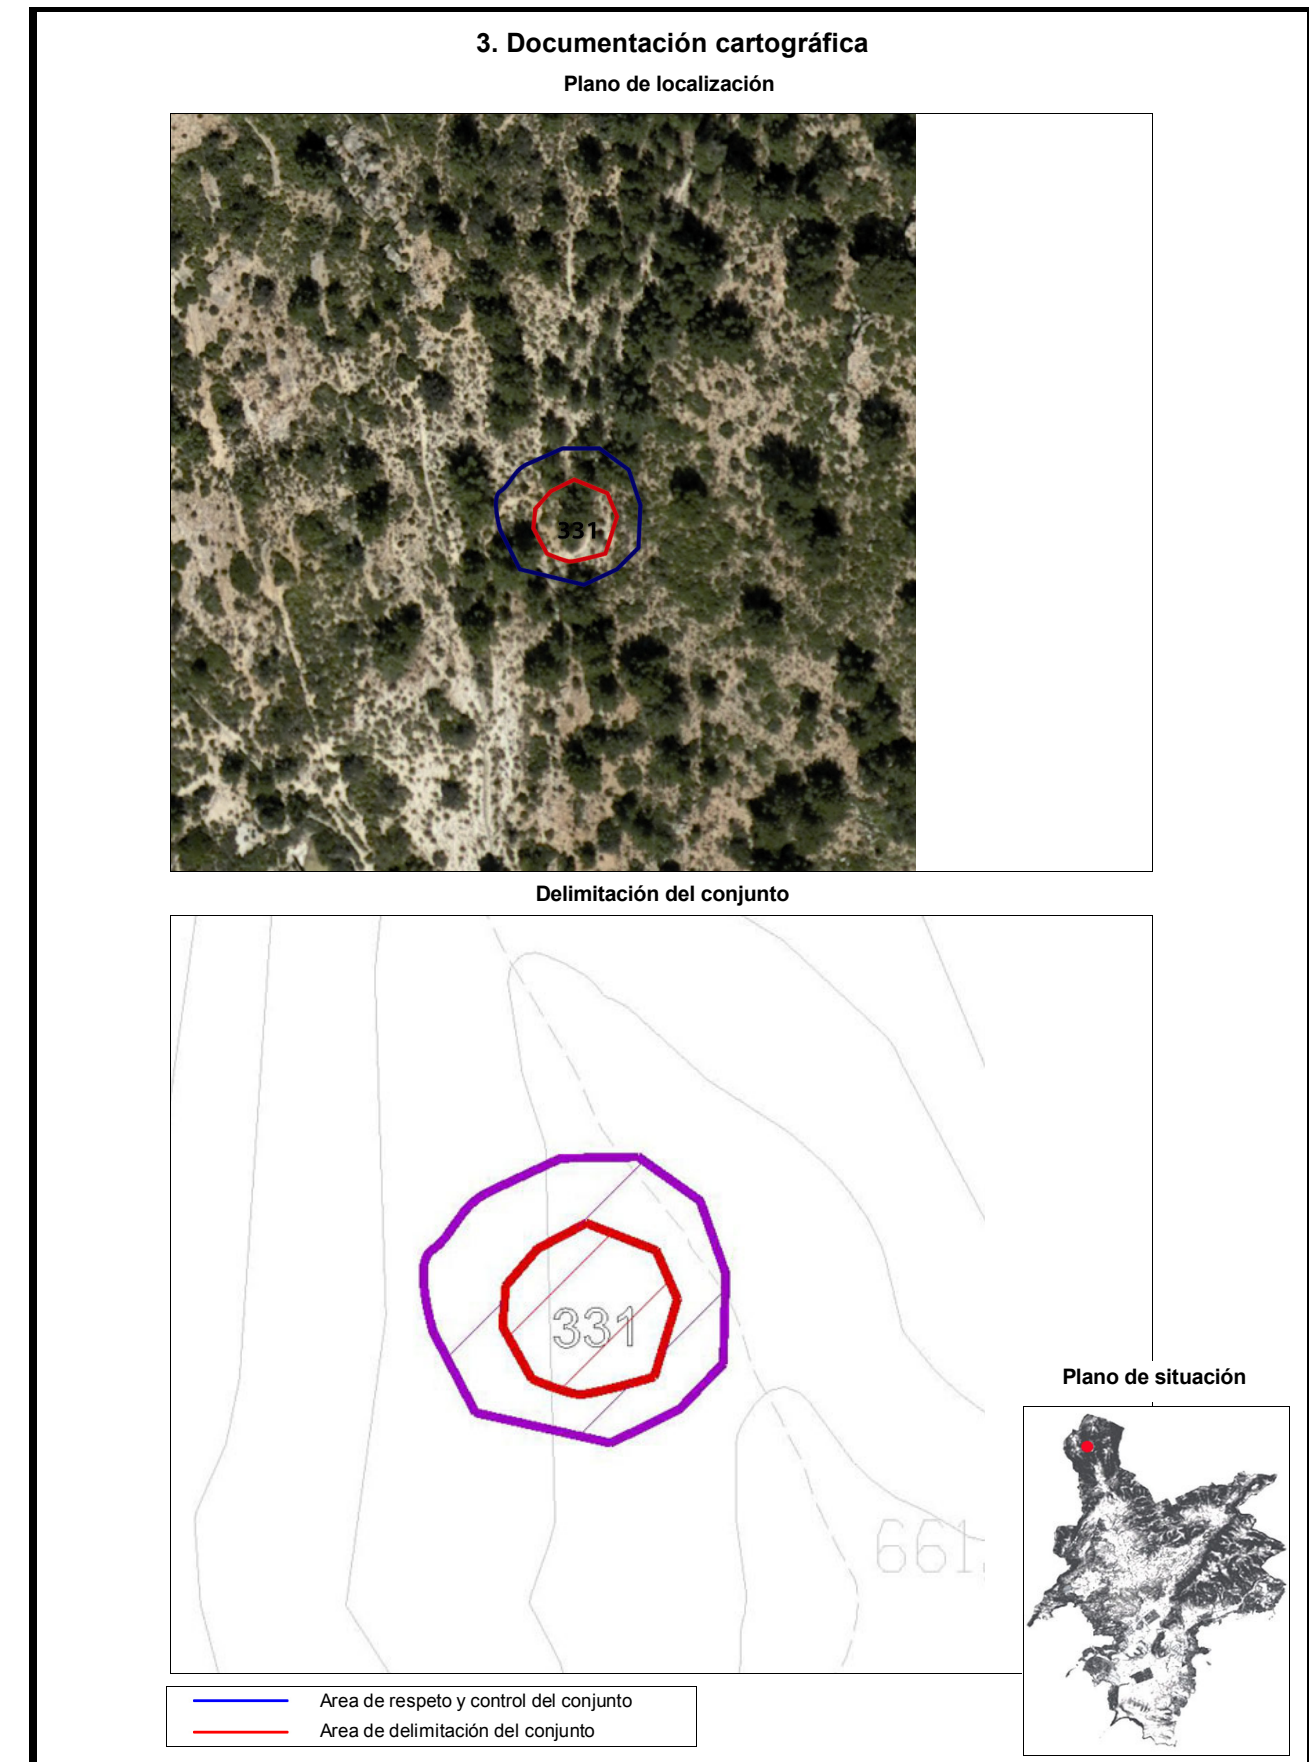 3. Documentación cartográfica
Plano de localización
331
Delimitación del conjunto
331
661
Plano de situación
Area de respeto y control del conjunto
Area de delimitación del conjunto